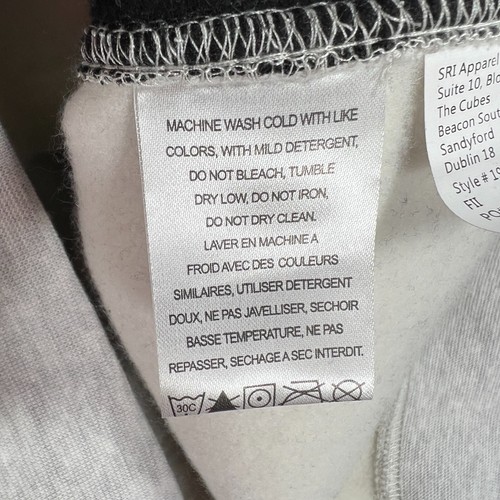 MACHINE WASH COLD WITH LIKE
COLORS, WITH MILD DETERGENT,
DO NOT BLEACH, TUMBLE
DRY LOW, DO NOT IRON,
DO NOT DRY CLEAN.
LAVER EN MACHINE A
FROID AVEC DES COULEURS
SIMILAIRES, UTILISER DETERGENT
DOUX, NE PAS JAVELLISER, SECHOIR
BASSE TEMPERATURE, NE PAS
REPASSER, SECHAGE A SEC INTERDIT.
30C
SRI Apparel
Suite 10,
The Cubes
Beacon
Sandyford
Dublin 18
Style #